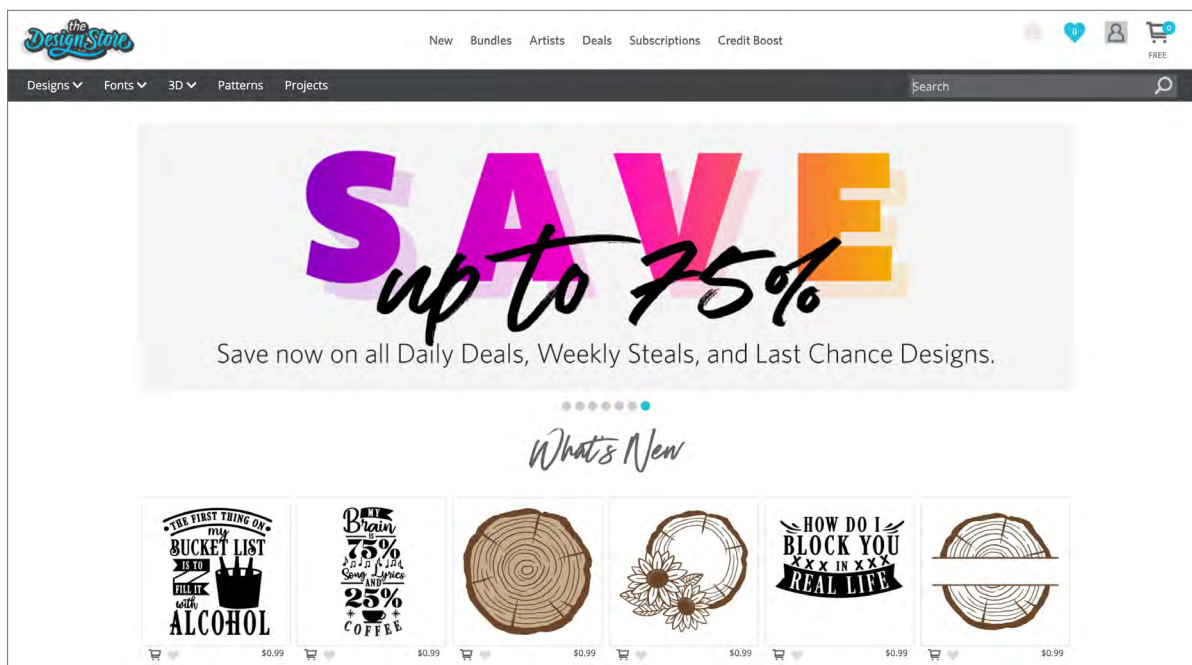 the
Design Store
New Bundles Artists Deals Subscriptions Credit Boost
0
0
FREE
Designs Fonts 3D Patterns Projects
Search
SAVE
up to 75%
Save now on all Daily Deals, Weekly Steals, and Last Chance Designs.
What's New
THE FIRST THING ON
my
BUCKET LIST
IS TO
FILL IT
with
ALCOHOL
MY
Brain
IS
75%
Song Lyrics
AND
25%
COFFEE
HOW DO I
BLOCK YOU
XXX IN XXX
REAL LIFE
$0.99 $0.99 $0.99 $0.99 $0.99 $0.99